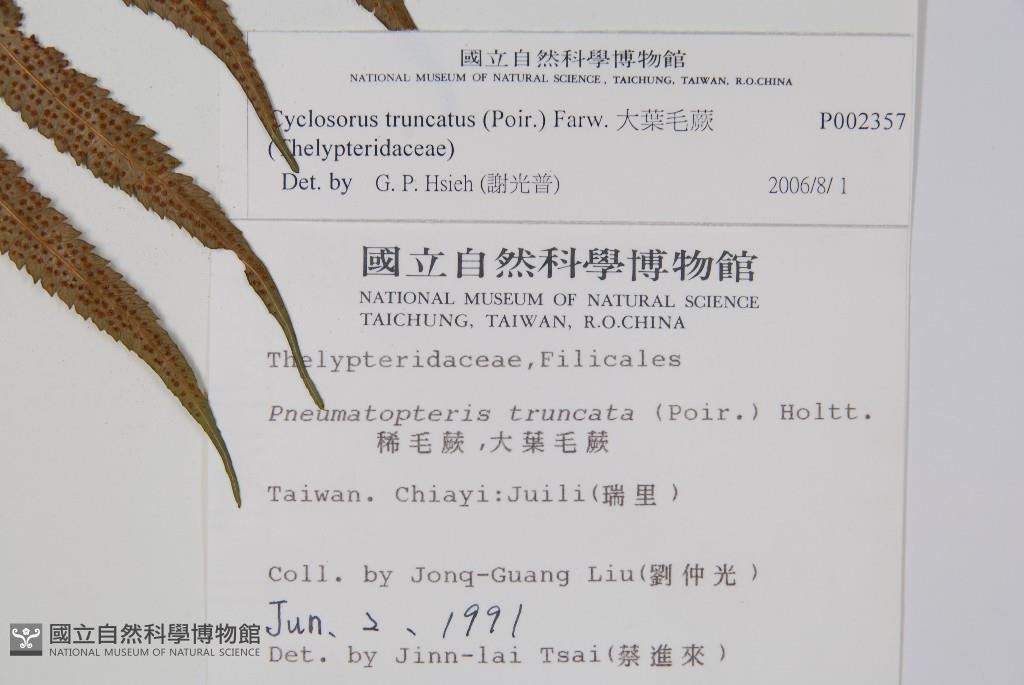 國立自然科學博物館
NATIONAL MUSEUM OF NATURAL SCIENCE, TAICHUNG, TAIWAN, R.O.CHINA
Cyclosorus truncatus (Poir.) Farw. 大葉毛蕨 P002357
(Thelypteridaceae)
Det. by G. P. Hsieh (謝光普) 2006/8/ 1
國立自然科學博物館
NATIONAL MUSEUM OF NATURAL SCIENCE
TAICHUNG, TAIWAN, R.O.CHINA
Thelypteridaceae,Filicales
Pneumatopteris truncata (Poir.) Holtt.
稀毛蕨,大葉毛蕨
Taiwan. Chiayi:Juili(瑞里)
Coll. by Jonq-Guang Liu(劉仲光)
Jun、2、1991
Det. by Jinn-lai Tsai(蔡進來)
國立自然科學博物館
NATIONAL MUSEUM OF NATURAL SCIENCE